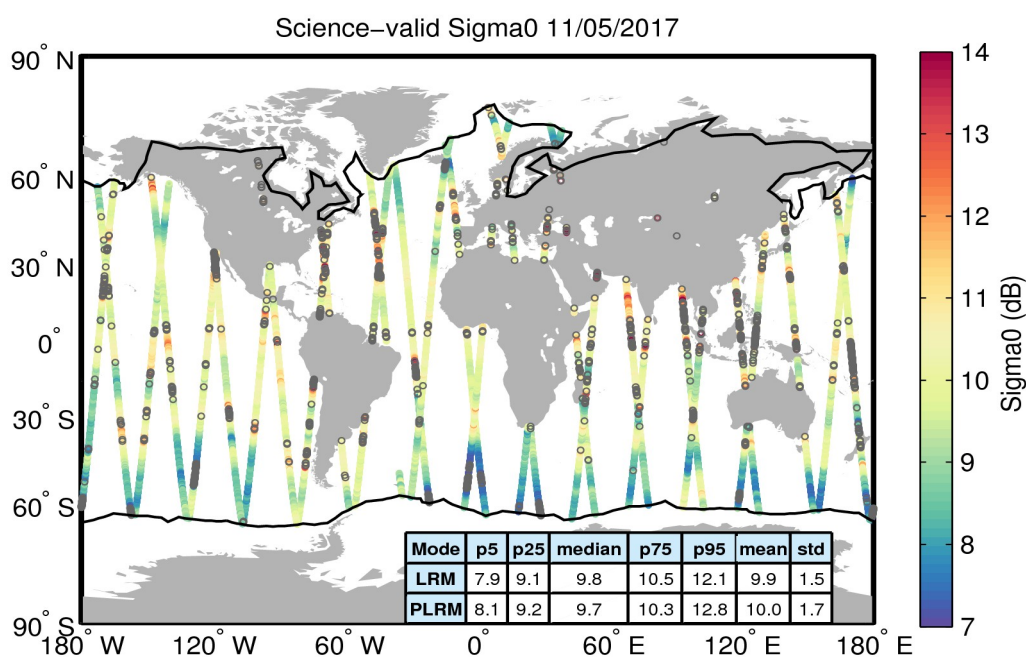 Science−valid Sigma0 11/05/2017
90° N
60° N
30° N
0°
30° S
60° S
90° S
180° W
120° W
60° W
0°
60° E
120° E
180° E
14
13
12
11
10
9
8
7
Sigma0 (dB)
Mode p5 p25 median p75 p95 mean std
LRM 7.9 9.1 9.8 10.5 12.1 9.9 1.5
PLRM 8.1 9.2 9.7 10.3 12.8 10.0 1.7